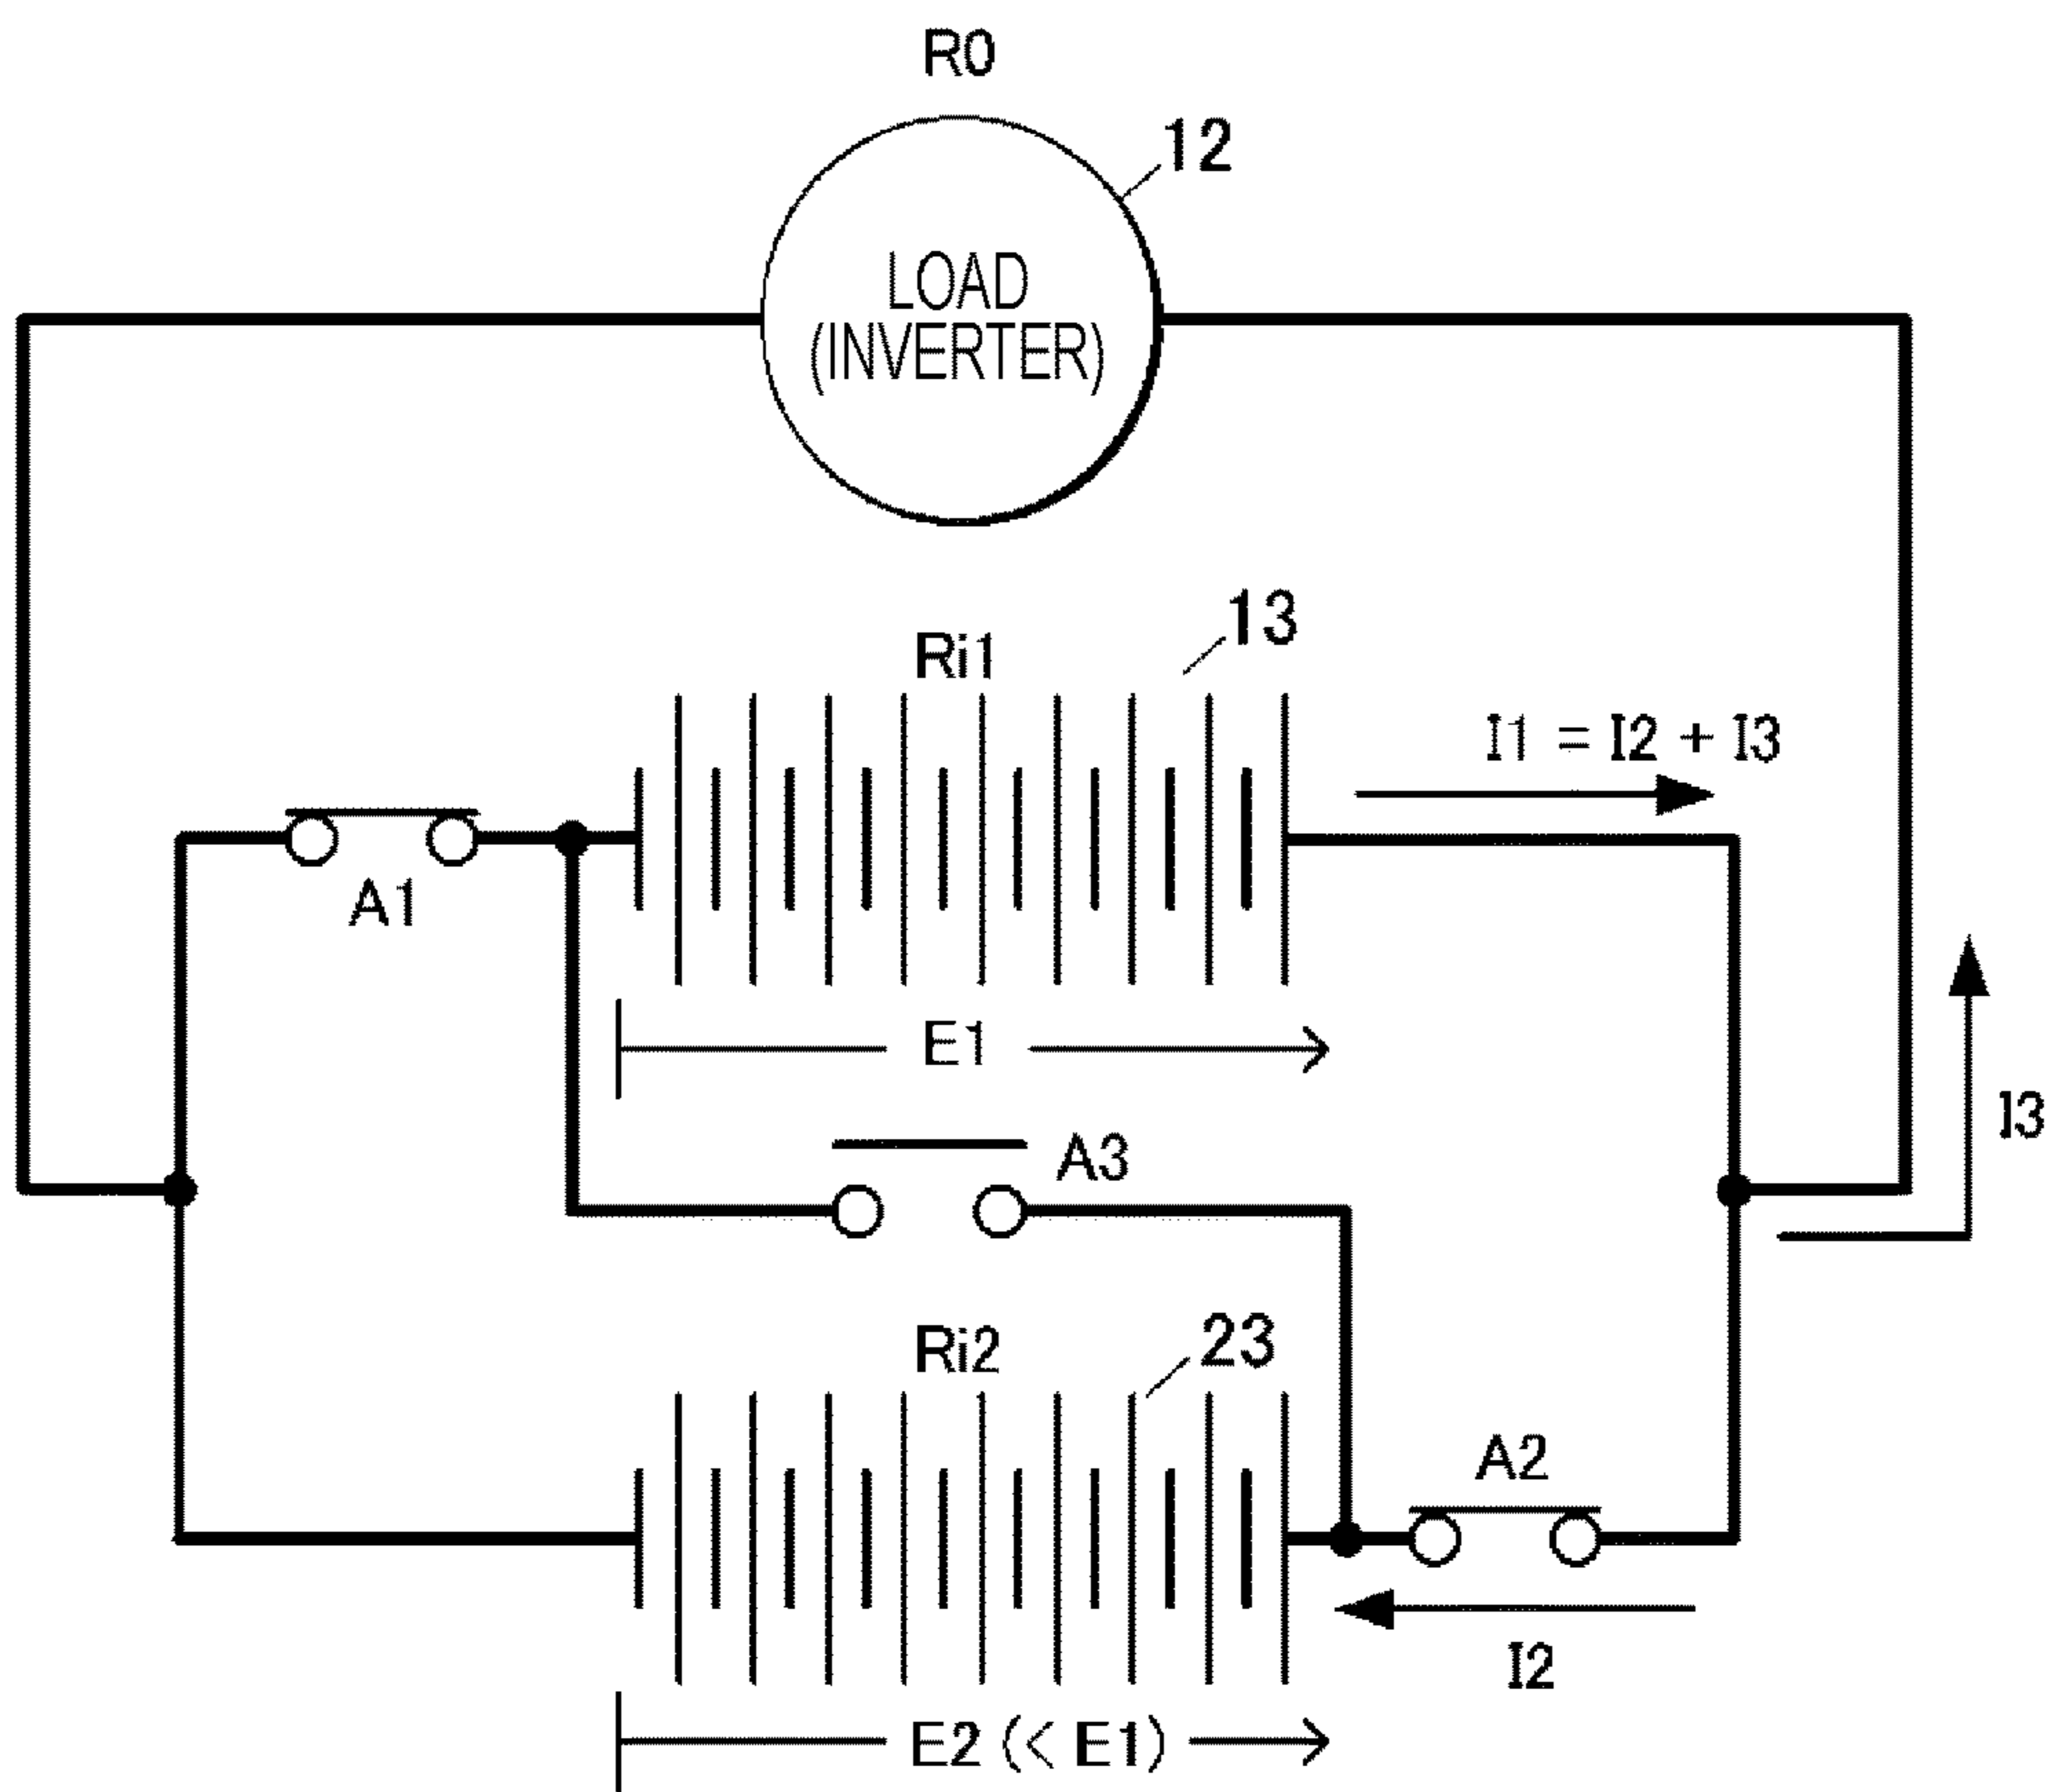 R0
12
LOAD
(INVERTER)
13
Ri1
I1 = I2 + I3
A1
E1
I3
A3
23
Ri2
A2
I2
E2 (< E1)